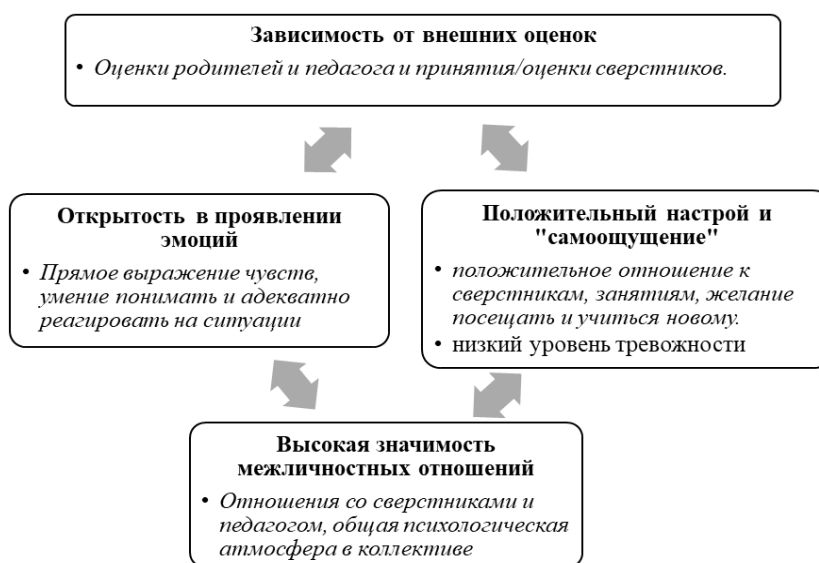 Зависимость от внешних оценок
• Оценки родителей и педагога и принятия/оценки сверстников.
Открытость в проявлении
эмоций
• Прямое выражение чувств,
умение понимать и адекватно
реагировать на ситуации
Положительный настрой и
"самоощущение"
• положительное отношение к
сверстникам, занятиям, желание
посещать и учиться новому.
• низкий уровень тревожности
Высокая значимость
межличностных отношений
• Отношения со сверстниками и
педагогом, общая психологическая
атмосфера в коллективе